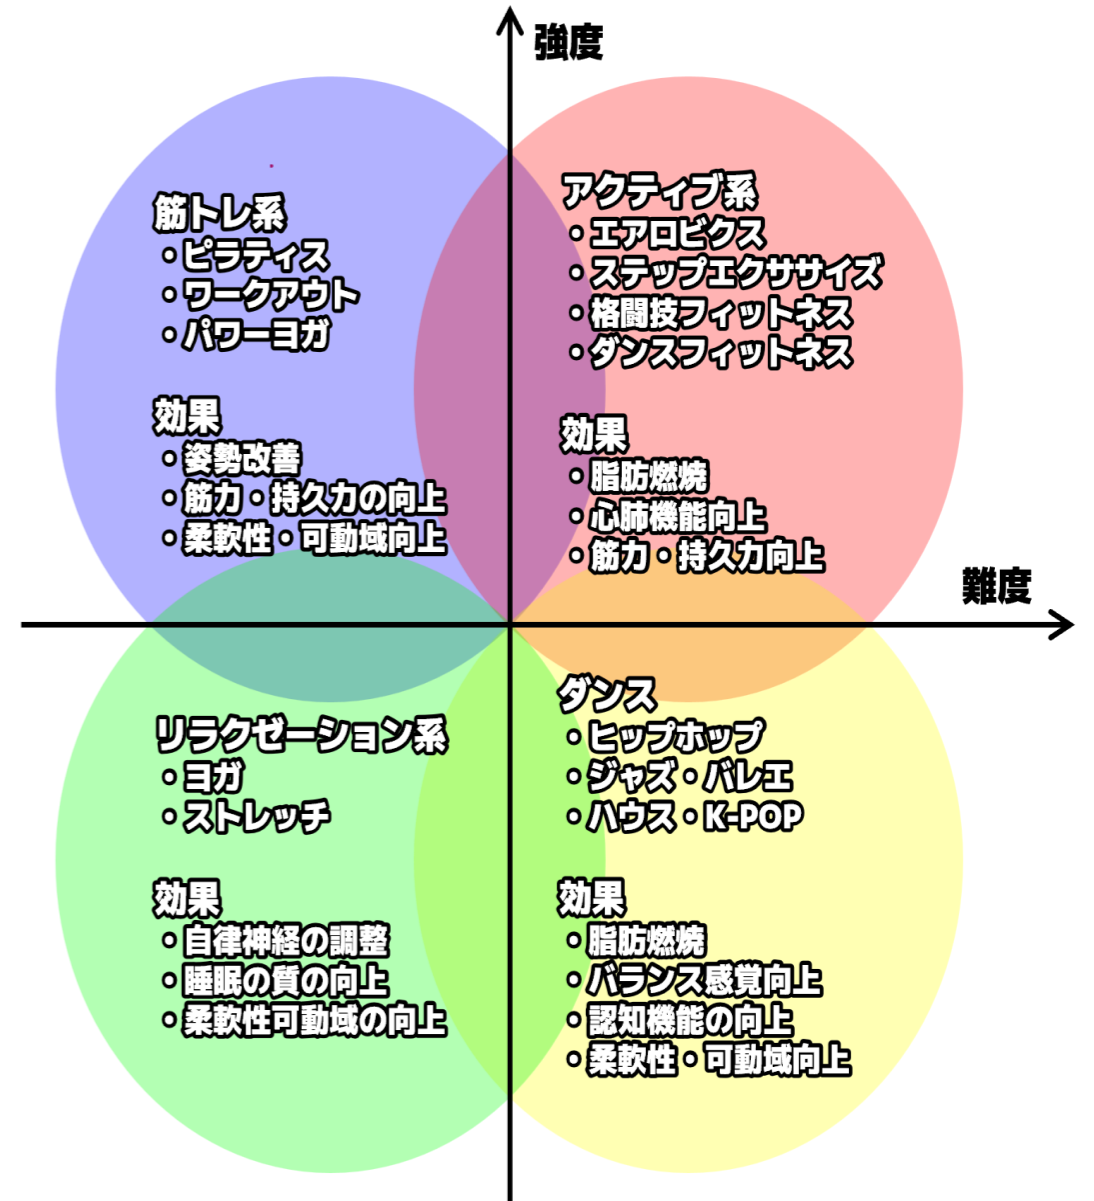 強度
筋トレ系
・ピラティス
・ワークアウト
・パワーヨガ
効果
・姿勢改善
・筋力・持久力の向上
・柔軟性・可動域向上
アクティブ系
・エアロビクス
・ステップエクササイズ
・格闘技フィットネス
・ダンスフィットネス
効果
・脂肪燃焼
・心肺機能向上
・筋力・持久力向上
難度
リラクゼーション系
・ヨガ
・ストレッチ
効果
・自律神経の調整
・睡眠の質の向上
・柔軟性可動域の向上
ダンス
・ヒップホップ
・ジャズ・バレエ
・ハウス・K-POP
効果
・脂肪燃焼
・バランス感覚向上
・認知機能の向上
・柔軟性・可動域向上